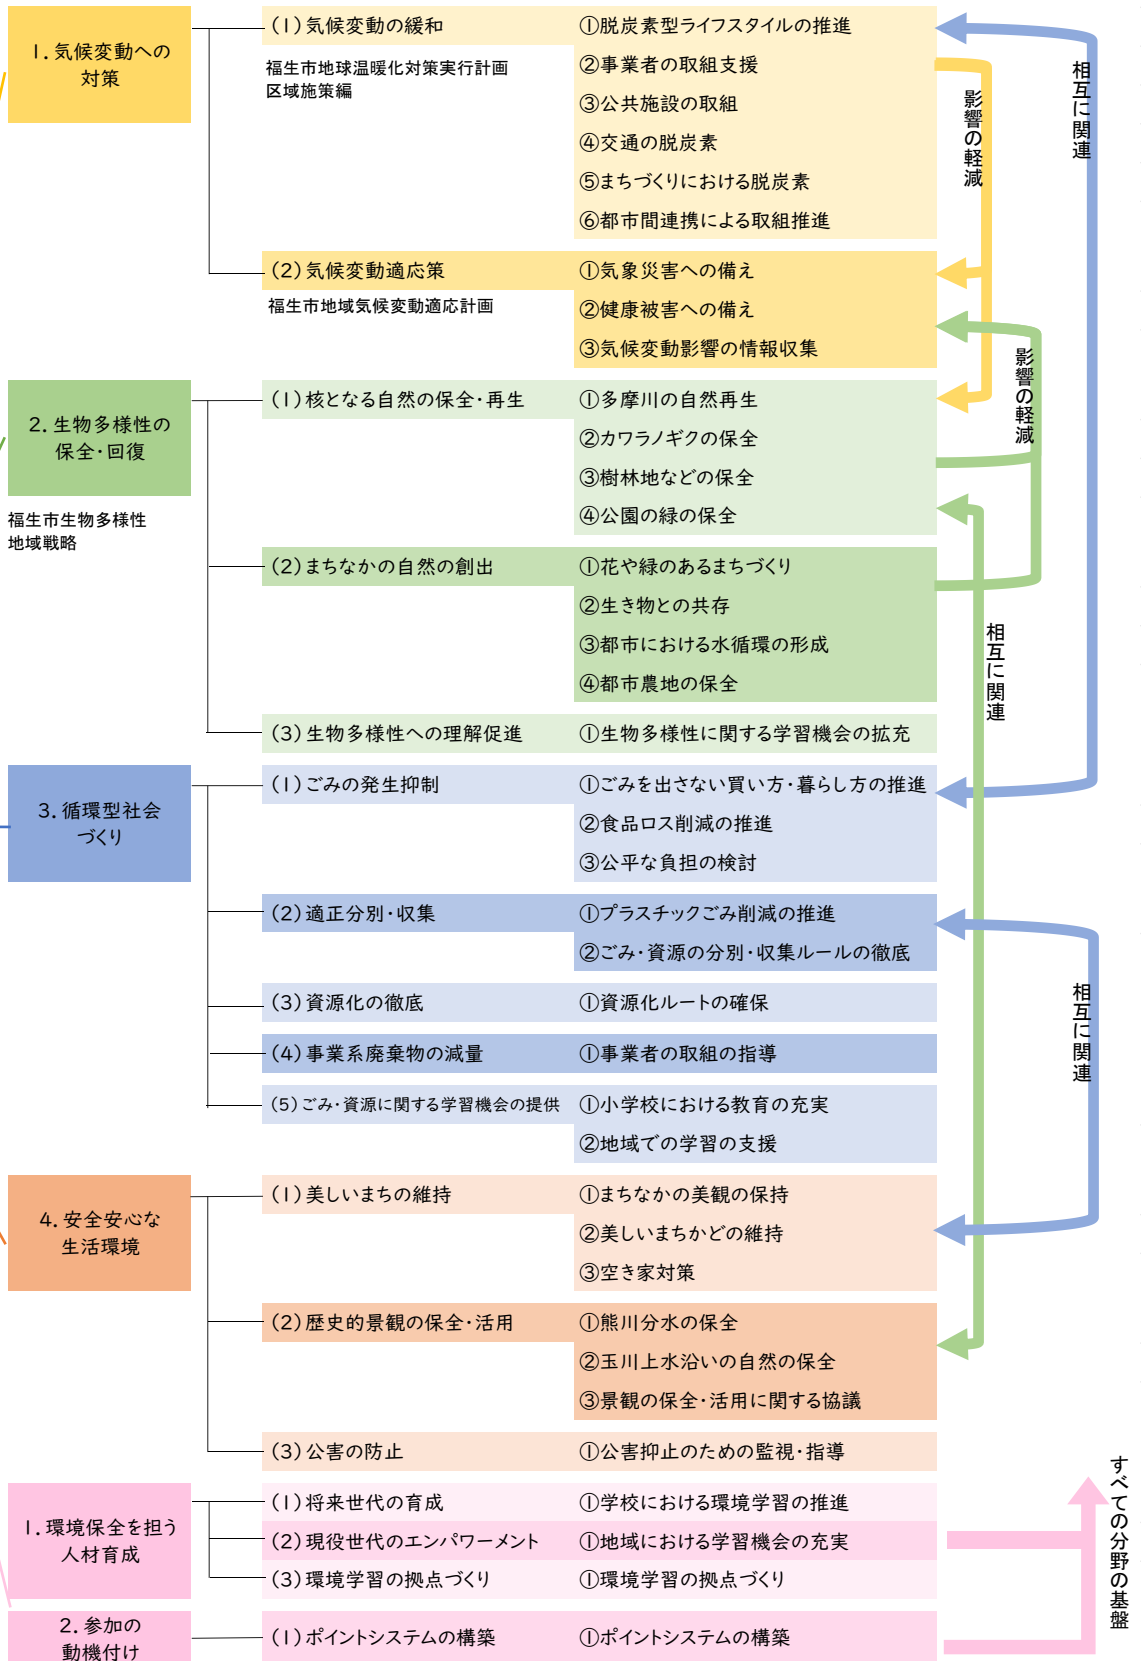 1.気候変動への
対策
(1)気候変動の緩和
福生市地球温暖化対策実行計画
区域施策編
①脱炭素型ライフスタイルの推進
②事業者の取組支援
③公共施設の取組
④交通の脱炭素
⑤まちづくりにおける脱炭素
⑥都市間連携による取組推進
(2)気候変動適応策
福生市地域気候変動適応計画
①気象災害への備え
②健康被害への備え
③気候変動影響の情報収集
影響の軽減
相互に関連
2.生物多様性の
保全・回復
福生市生物多様性
地域戦略
(1)核となる自然の保全・再生
①多摩川の自然再生
②カワラノギクの保全
③樹林地などの保全
④公園の緑の保全
影響の軽減
(2)まちなかの自然の創出
①花や緑のあるまちづくり
②生き物との共存
③都市における水循環の形成
④都市農地の保全
相互に関連
(3)生物多様性への理解促進
①生物多様性に関する学習機会の拡充
3.循環型社会
づくり
(1)ごみの発生抑制
①ごみを出さない買い方・暮らし方の推進
②食品ロス削減の推進
③公平な負担の検討
(2)適正分別・収集
①プラスチックごみ削減の推進
②ごみ・資源の分別・収集ルールの徹底
(3)資源化の徹底
①資源化ルートの確保
相互に関連
(4)事業系廃棄物の減量
①事業者の取組の指導
(5)ごみ・資源に関する学習機会の提供
①小学校における教育の充実
②地域での学習の支援
4.安全安心な
生活環境
(1)美しいまちの維持
①まちなかの美観の保持
②美しいまちかどの維持
③空き家対策
(2)歴史的景観の保全・活用
①熊川分水の保全
②玉川上水沿いの自然の保全
③景観の保全・活用に関する協議
(3)公害の防止
①公害抑止のための監視・指導
1.環境保全を担う
人材育成
(1)将来世代の育成
①学校における環境学習の推進
(2)現役世代のエンパワーメント
①地域における学習機会の充実
(3)環境学習の拠点づくり
①環境学習の拠点づくり
すべての分野の基盤
2.参加の
動機付け
(1)ポイントシステムの構築
①ポイントシステムの構築